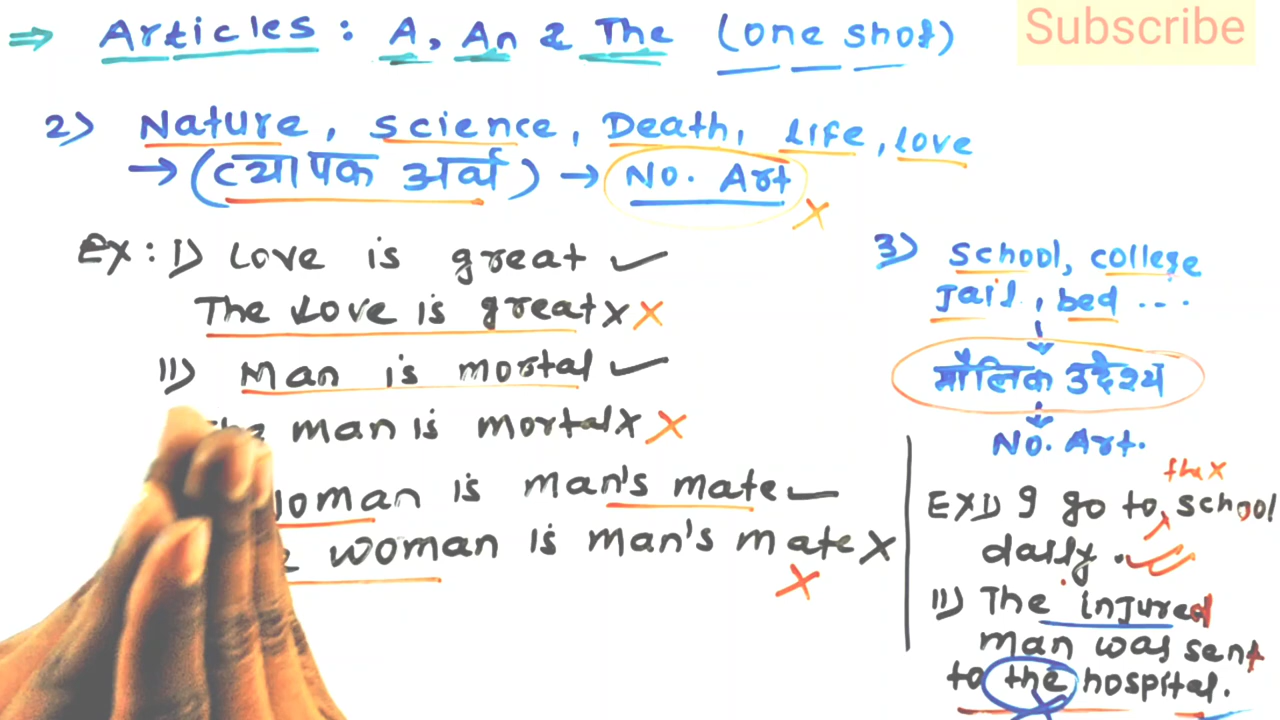 ⇒ Articles: A, An & The (one shot)
Subscribe
2) Nature, science, Death, life, love
→ (व्यापक अर्थ) → No. Art
x
Ex: I) Love is great ✓
The Love is great x x
II) Man is mortal ✓
man is mortal x x
woman is man's mate ✓
woman is man's mate x
x
3) school, college
Jail, bed ...
मौलिक उद्देश्य
No. Art.
the x
EX I) I go to school
daily.
II) The injured
man was sent
to the hospital.